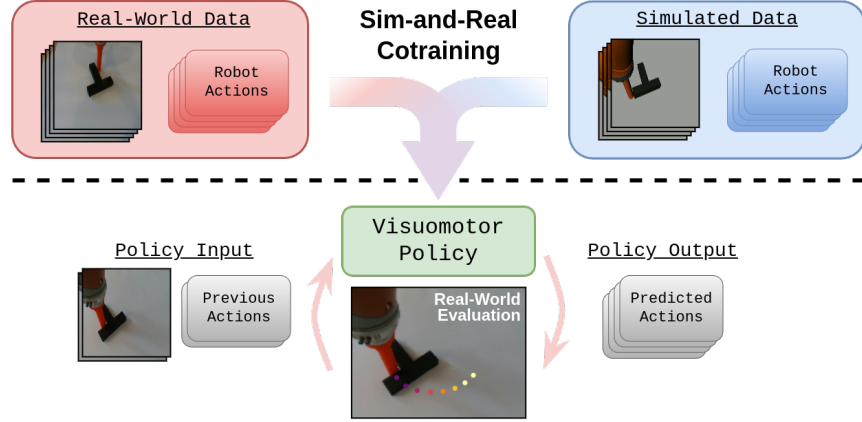 Real-World Data
Robot
Actions
Sim-and-Real
Cotraining
Simulated Data
Robot
Actions
Policy Input
Previous
Actions
Visuomotor
Policy
Real-World
Evaluation
Policy Output
Predicted
Actions